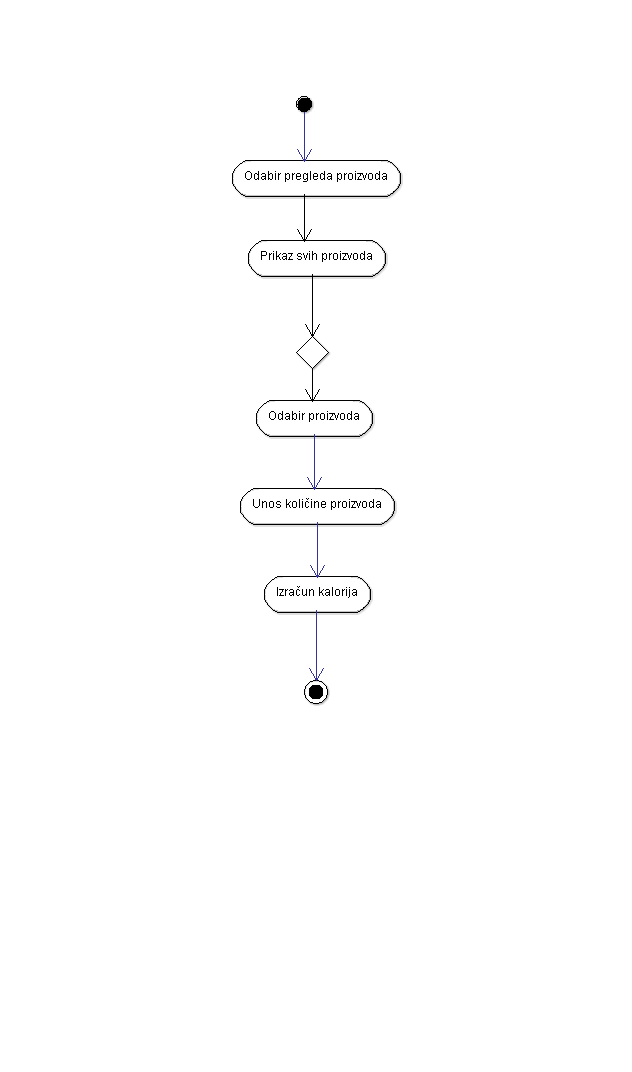 Odabir pregleda proizvoda
Prikaz svih proizvoda
Odabir proizvoda
Unos količine proizvoda
Izračun kalorija